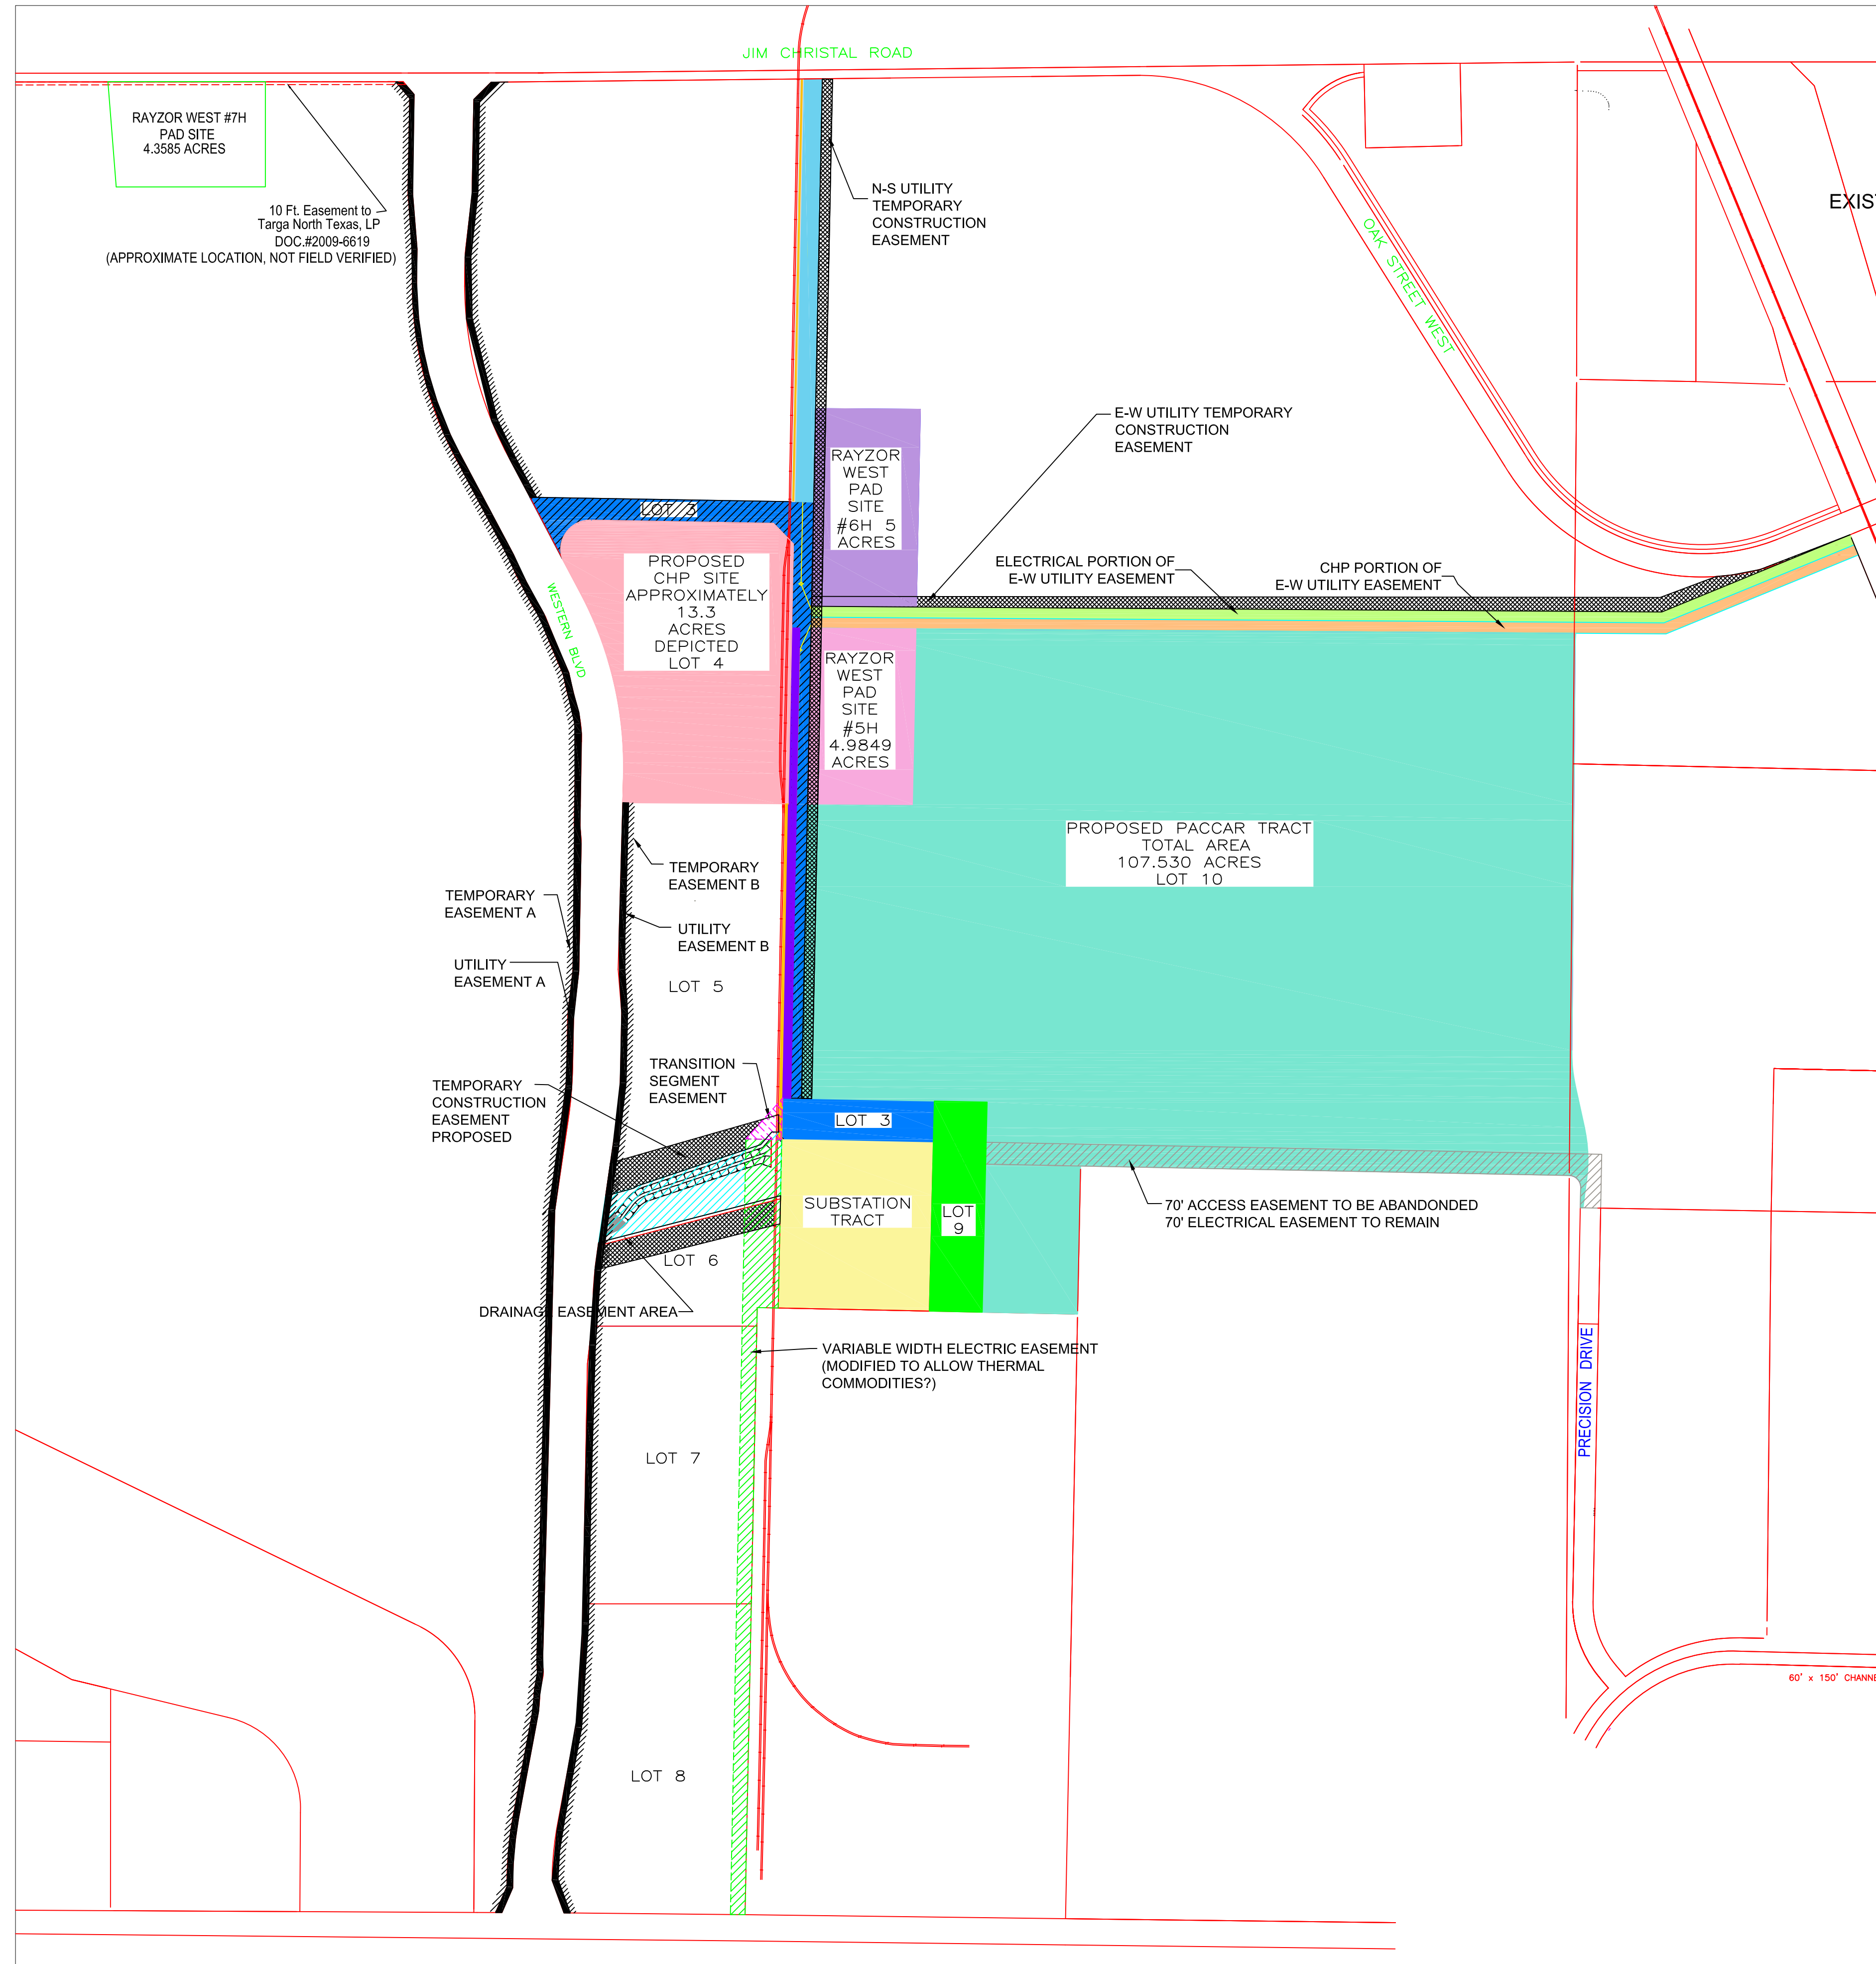 JIM CHRISTAL ROAD
RAYZOR WEST #7H
PAD SITE
4.3585 ACRES
10 Ft. Easement to
Targa North Texas, LP
DOC.#2009-6619
(APPROXIMATE LOCATION, NOT FIELD VERIFIED)
N-S UTILITY
TEMPORARY
CONSTRUCTION
EASEMENT
EXIS
OAK STREET WEST
E-W UTILITY TEMPORARY
CONSTRUCTION
EASEMENT
RAYZOR
WEST
PAD
SITE
#6H 5
ACRES
LOT 3
PROPOSED
CHP SITE
APPROXIMATELY
13.3
ACRES
DEPICTED
LOT 4
ELECTRICAL PORTION OF
E-W UTILITY EASEMENT
CHP PORTION OF
E-W UTILITY EASEMENT
WESTERN BLVD
RAYZOR
WEST
PAD
SITE
#5H
4.9849
ACRES
PROPOSED PACCAR TRACT
TOTAL AREA
107.530 ACRES
LOT 10
TEMPORARY
EASEMENT B
TEMPORARY
EASEMENT A
UTILITY
EASEMENT B
UTILITY
EASEMENT A
LOT 5
TRANSITION
SEGMENT
EASEMENT
TEMPORARY
CONSTRUCTION
EASEMENT
PROPOSED
LOT 3
SUBSTATION
TRACT
LOT
9
70' ACCESS EASEMENT TO BE ABANDONDED
70' ELECTRICAL EASEMENT TO REMAIN
LOT 6
DRAINAGE EASEMENT AREA
VARIABLE WIDTH ELECTRIC EASEMENT
(MODIFIED TO ALLOW THERMAL
COMMODITIES?)
PRECISION DRIVE
LOT 7
60' x 150' CHANNE
LOT 8